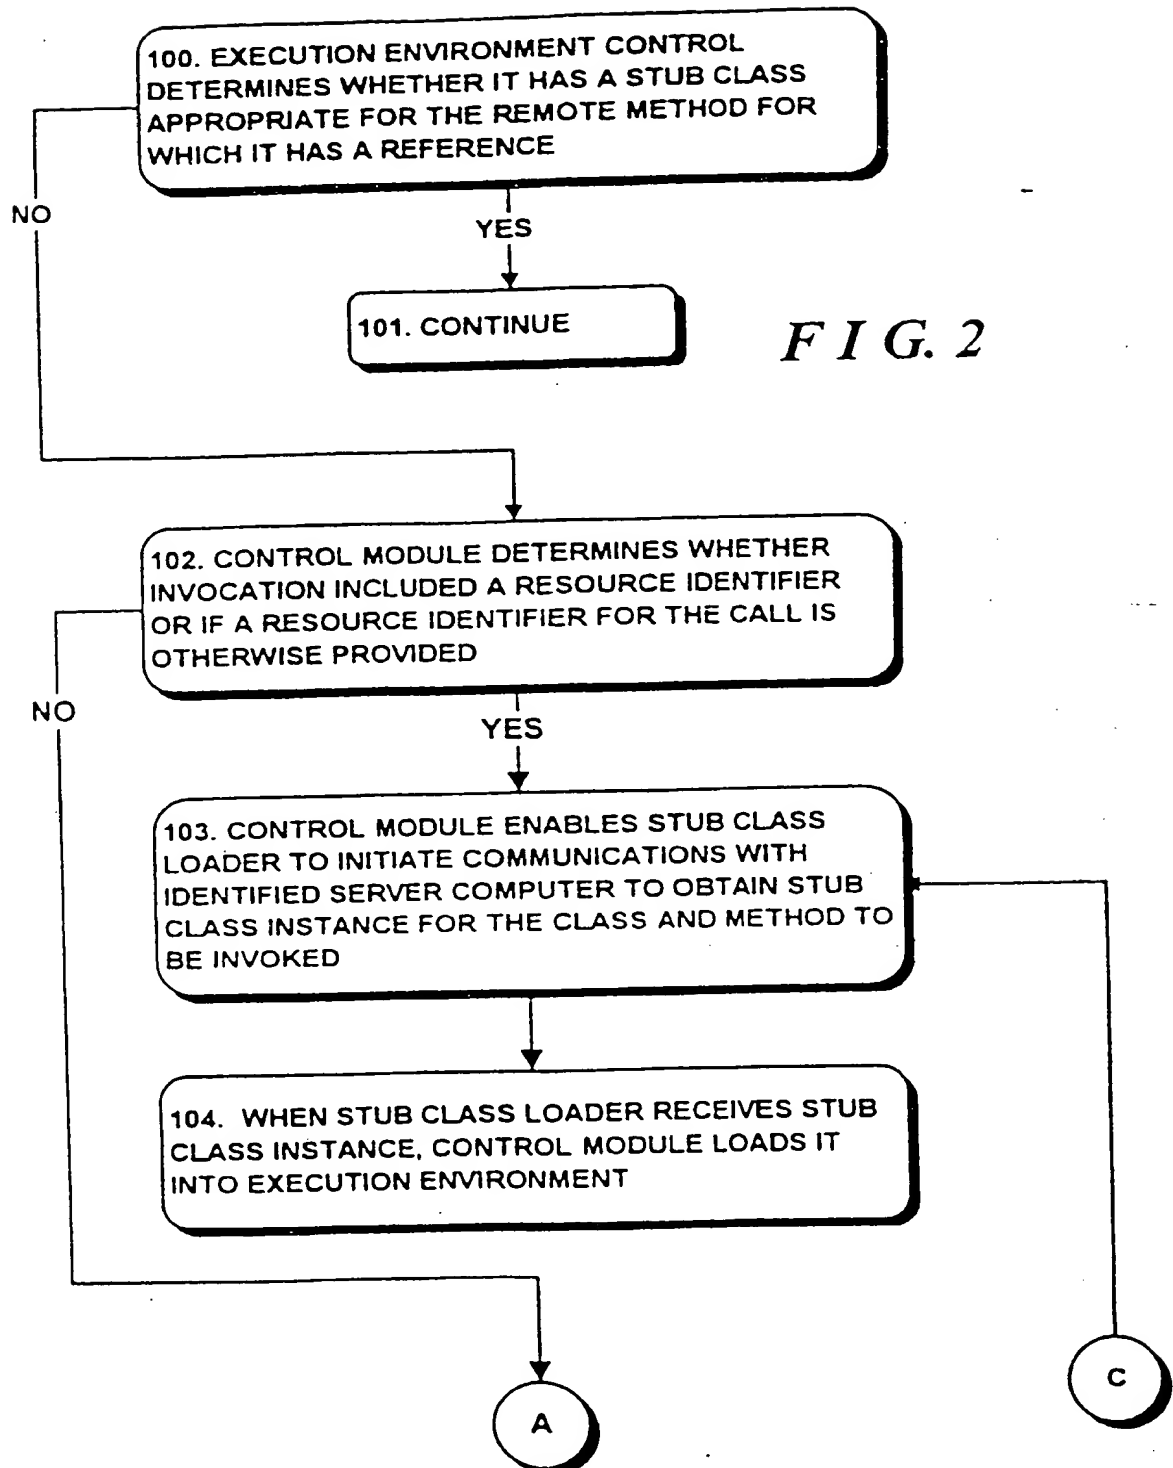 100. EXECUTION ENVIRONMENT CONTROL
DETERMINES WHETHER IT HAS A STUB CLASS
APPROPRIATE FOR THE REMOTE METHOD FOR
WHICH IT HAS A REFERENCE
NO
YES
101. CONTINUE
FIG. 2
102. CONTROL MODULE DETERMINES WHETHER
INVOCATION INCLUDED A RESOURCE IDENTIFIER
OR IF A RESOURCE IDENTIFIER FOR THE CALL IS
OTHERWISE PROVIDED
NO
YES
103. CONTROL MODULE ENABLES STUB CLASS
LOADER TO INITIATE COMMUNICATIONS WITH
IDENTIFIED SERVER COMPUTER TO OBTAIN STUB
CLASS INSTANCE FOR THE CLASS AND METHOD TO
BE INVOKED
104. WHEN STUB CLASS LOADER RECEIVES STUB
CLASS INSTANCE, CONTROL MODULE LOADS IT
INTO EXECUTION ENVIRONMENT
C
A